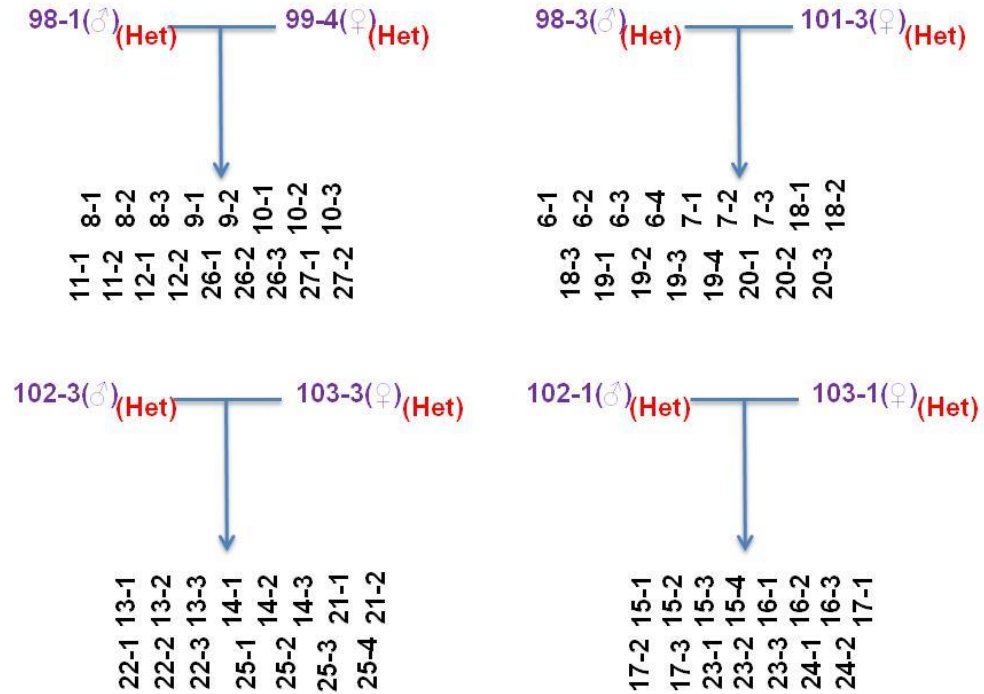 98-1(♂)(Het) 99-4(♀)(Het)
8-1 8-2 8-3 9-1 9-2 10-1 10-2 10-3
11-1 11-2 12-1 12-2 26-1 26-2 26-3 27-1 27-2
98-3(♂)(Het) 101-3(♀)(Het)
6-1 6-2 6-3 6-4 7-1 7-2 7-3 18-1 18-2
18-3 19-1 19-2 19-3 19-4 20-1 20-2 20-3
102-3(♂)(Het) 103-3(♀)(Het)
13-1 13-2 13-3 14-1 14-2 14-3 21-1 21-2
22-1 22-2 22-3 25-1 25-2 25-3 25-4
102-1(♂)(Het) 103-1(♀)(Het)
15-1 15-2 15-3 15-4 16-1 16-2 16-3 17-1
17-2 17-3 23-1 23-2 23-3 24-1 24-2